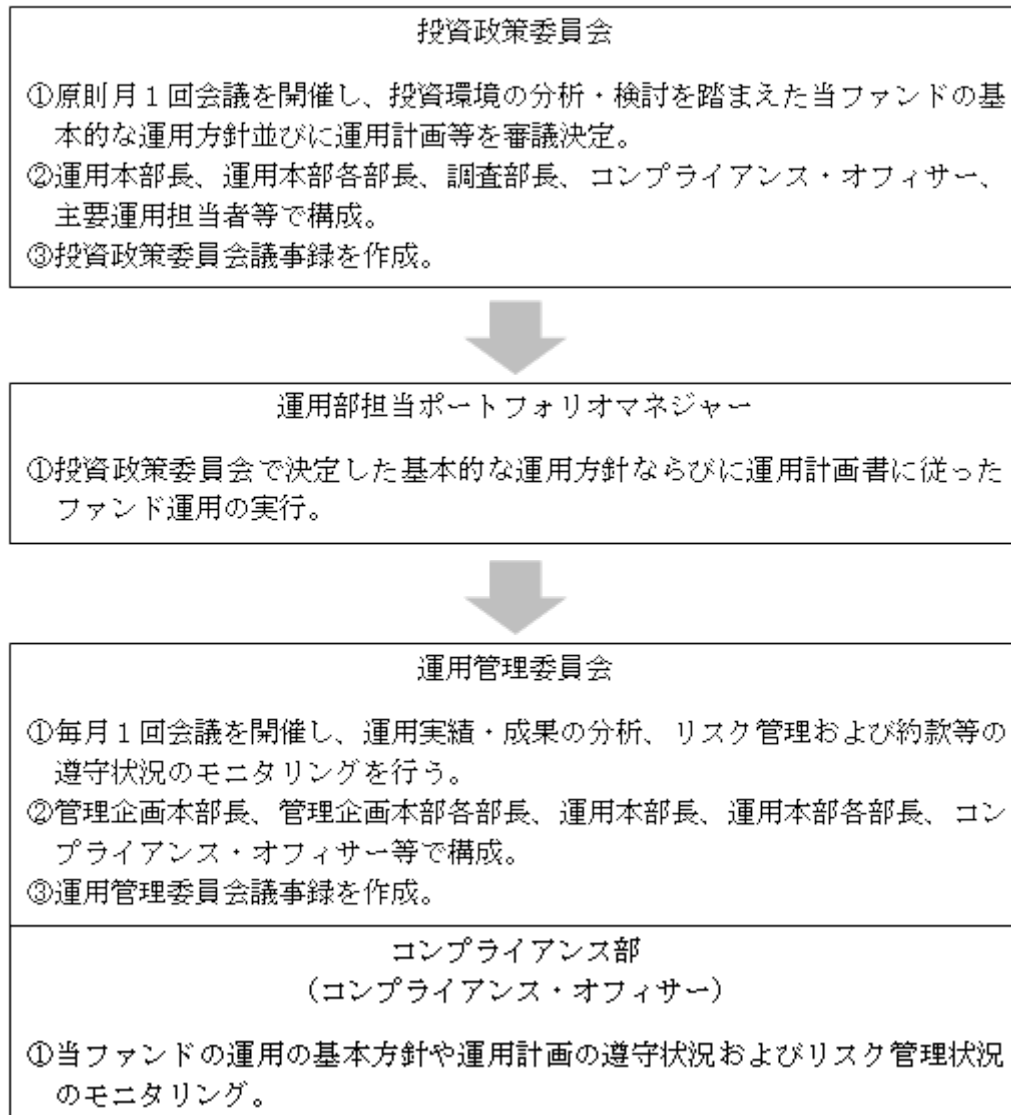 投資政策委員会
①原則月１回会議を開催し、投資環境の分析・検討を踏まえた当ファンドの基
本的な運用方針並びに運用計画等を審議決定。
②運用本部長、運用本部各部長、調査部長、コンプライアンス・オフィサー、
主要運用担当者等で構成。
③投資政策委員会議事録を作成。
運用部担当ポートフォリオマネジャー
①投資政策委員会で決定した基本的な運用方針ならびに運用計画書に従った
ファンド運用の実行。
運用管理委員会
①毎月１回会議を開催し、運用実績・成果の分析、リスク管理および約款等の
遵守状況のモニタリングを行う。
②管理企画本部長、管理企画本部各部長、運用本部長、運用本部各部長、コン
プライアンス・オフィサー等で構成。
③運用管理委員会議事録を作成。
コンプライアンス部
（コンプライアンス・オフィサー）
①当ファンドの運用の基本方針や運用計画の遵守状況およびリスク管理状況
のモニタリング。